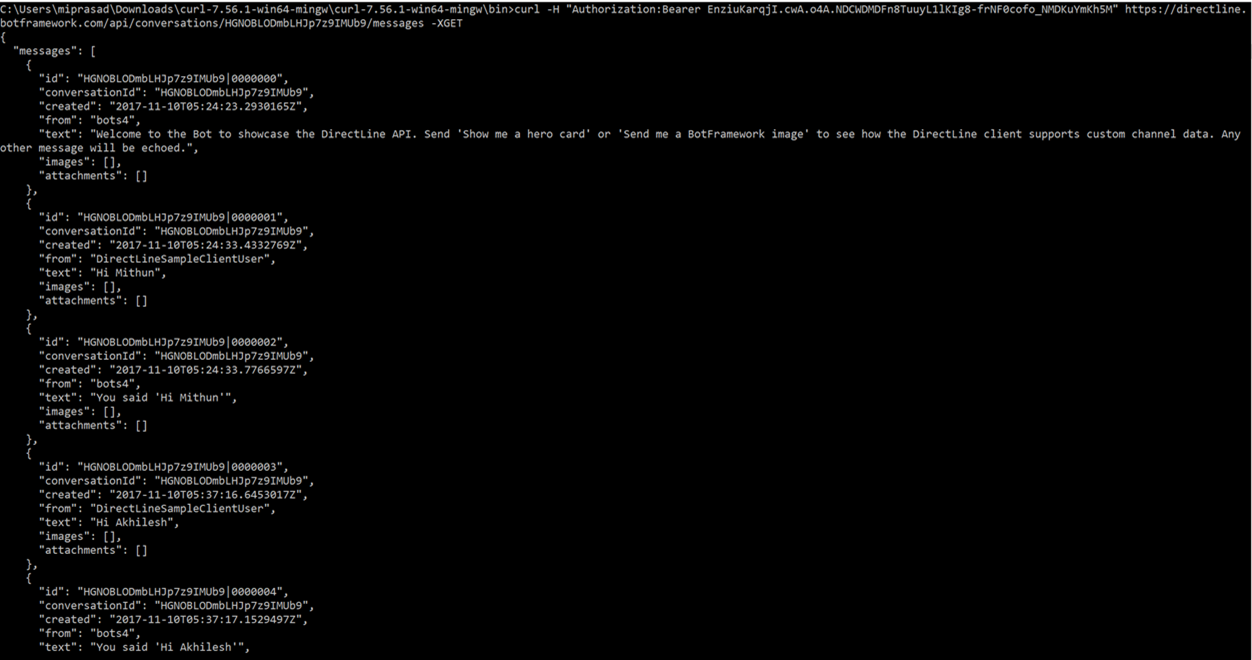 C:\Users\miprasad\Downloads\curl-7.56.1-win64-mingw\curl-7.56.1-win64-mingw\bin>curl -H "Authorization:Bearer EnziuKarqjI.cwA.o4A.NDCWDMDFn8TuuyL1lKIg8-frNF0cofo_NMDKuYmKh5M" https://directline.
botframework.com/api/conversations/HGNOBLODmbLHJp7z9IMUb9/messages -XGET
{
  "messages": [
    {
      "id": "HGNOBLODmbLHJp7z9IMUb9|0000000",
      "conversationId": "HGNOBLODmbLHJp7z9IMUb9",
      "created": "2017-11-10T05:24:23.2930165Z",
      "from": "bots4",
      "text": "Welcome to the Bot to showcase the DirectLine API. Send 'Show me a hero card' or 'Send me a BotFramework image' to see how the DirectLine client supports custom channel data. Any
other message will be echoed.",
      "images": [],
      "attachments": []
    },
    {
      "id": "HGNOBLODmbLHJp7z9IMUb9|0000001",
      "conversationId": "HGNOBLODmbLHJp7z9IMUb9",
      "created": "2017-11-10T05:24:33.4332769Z",
      "from": "DirectLineSampleClientUser",
      "text": "Hi Mithun",
      "images": [],
      "attachments": []
    },
    {
      "id": "HGNOBLODmbLHJp7z9IMUb9|0000002",
      "conversationId": "HGNOBLODmbLHJp7z9IMUb9",
      "created": "2017-11-10T05:24:33.7766597Z",
      "from": "bots4",
      "text": "You said 'Hi Mithun'",
      "images": [],
      "attachments": []
    },
    {
      "id": "HGNOBLODmbLHJp7z9IMUb9|0000003",
      "conversationId": "HGNOBLODmbLHJp7z9IMUb9",
      "created": "2017-11-10T05:37:16.6453017Z",
      "from": "DirectLineSampleClientUser",
      "text": "Hi Akhilesh",
      "images": [],
      "attachments": []
    },
    {
      "id": "HGNOBLODmbLHJp7z9IMUb9|0000004",
      "conversationId": "HGNOBLODmbLHJp7z9IMUb9",
      "created": "2017-11-10T05:37:17.1529497Z",
      "from": "bots4",
      "text": "You said 'Hi Akhilesh'",